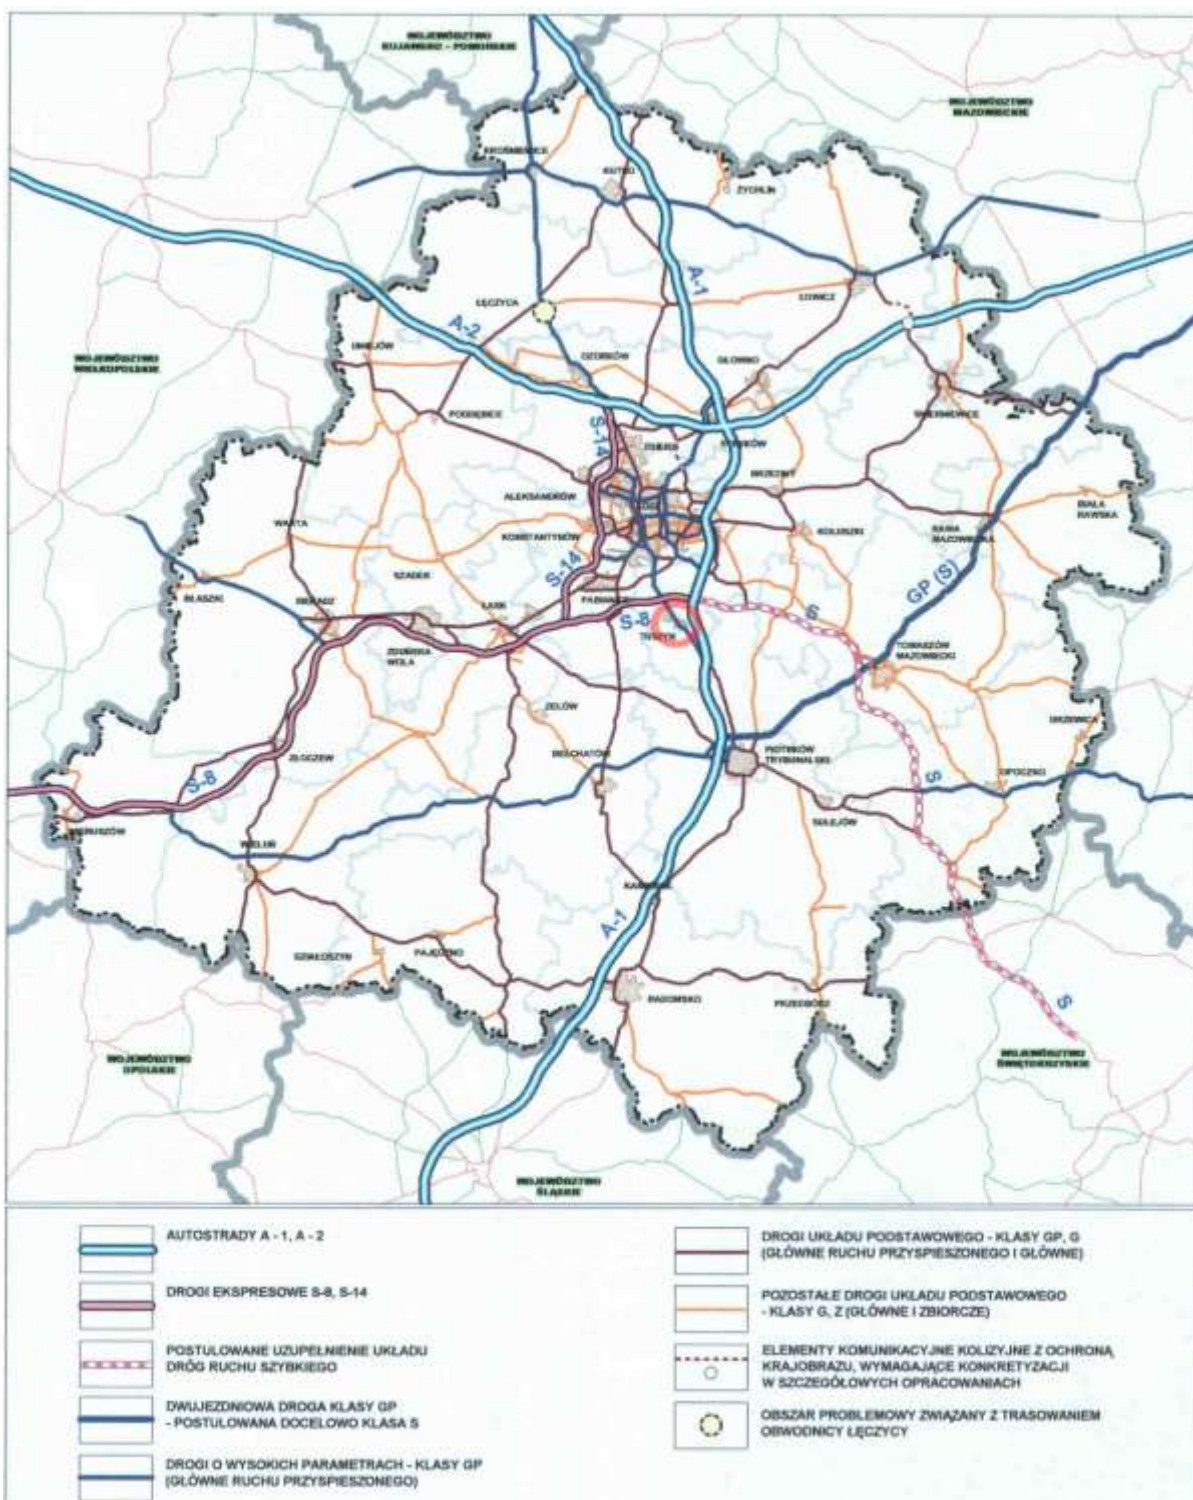 WOJEWÓDZTWO
KUJAWSKO - POMORSKIE
WOJEWÓDZTWO
MAZOWIECKIE
KROŚNIEWICE
KUTNO
ŻYCHLIN
A-1
ŁĘCZYCA
ŁOWICZ
A-2
UNIEJÓW
OZORKÓW
GŁOWNO
WOJEWÓDZTWO
WIELKOPOLSKIE
PODDĘBICE
SKIERNIEWICE
S-14
ZGIERZ
STRYKÓW
BRZEZINY
ALEKSANDRÓW
BIAŁA
RAWSKA
WARTA
KONSTANTYNÓW
KOLUSZKI
RAWA
MAZOWIECKA
GP (S)
SZADEK
S-14
BŁASZKI
SIERADZ
ŁASK
PABIANICE
S-8
S
TUSZYN
ZDUŃSKA
WOLA
TOMASZÓW
MAZOWIECKI
ZELÓW
DRZEWICA
BEŁCHATÓW
PIOTRKÓW
TRYBUNALSKI
ZŁOCZEW
S-8
S
OPOCZNO
WIERUSZÓW
SULEJÓW
WIELUŃ
KAMIEŃSK
A-1
DZIAŁOSZYN
PAJĘCZNO
RADOMSKO
PRZEDBÓRZ
S
WOJEWÓDZTWO
OPOLSKIE
WOJEWÓDZTWO
ŚWIĘTOKRZYSKIE
WOJEWÓDZTWO
ŚLĄSKIE
AUTOSTRADY A - 1, A - 2
DROGI EKSPRESOWE S-8, S-14
POSTULOWANE UZUPEŁNIENIE UKŁADU
DRÓG RUCHU SZYBKIEGO
DWUJEZDNIOWA DROGA KLASY GP
- POSTULOWANA DOCELOWO KLASA S
DROGI O WYSOKICH PARAMETRACH - KLASY GP
(GŁÓWNE RUCHU PRZYSPIESZONEGO)
DROGI UKŁADU PODSTAWOWEGO - KLASY GP, G
(GŁÓWNE RUCHU PRZYSPIESZONEGO I GŁÓWNE)
POZOSTAŁE DROGI UKŁADU PODSTAWOWEGO
- KLASY G, Z (GŁÓWNE I ZBIORCZE)
ELEMENTY KOMUNIKACYJNE KOLIZYJNE Z OCHRONĄ
KRAJOBRAZU, WYMAGAJĄCE KONKRETYZACJI
W SZCZEGÓŁOWYCH OPRACOWANIACH
OBSZAR PROBLEMOWY ZWIĄZANY Z TRASOWANIEM
OBWODNICY ŁĘCZYCY